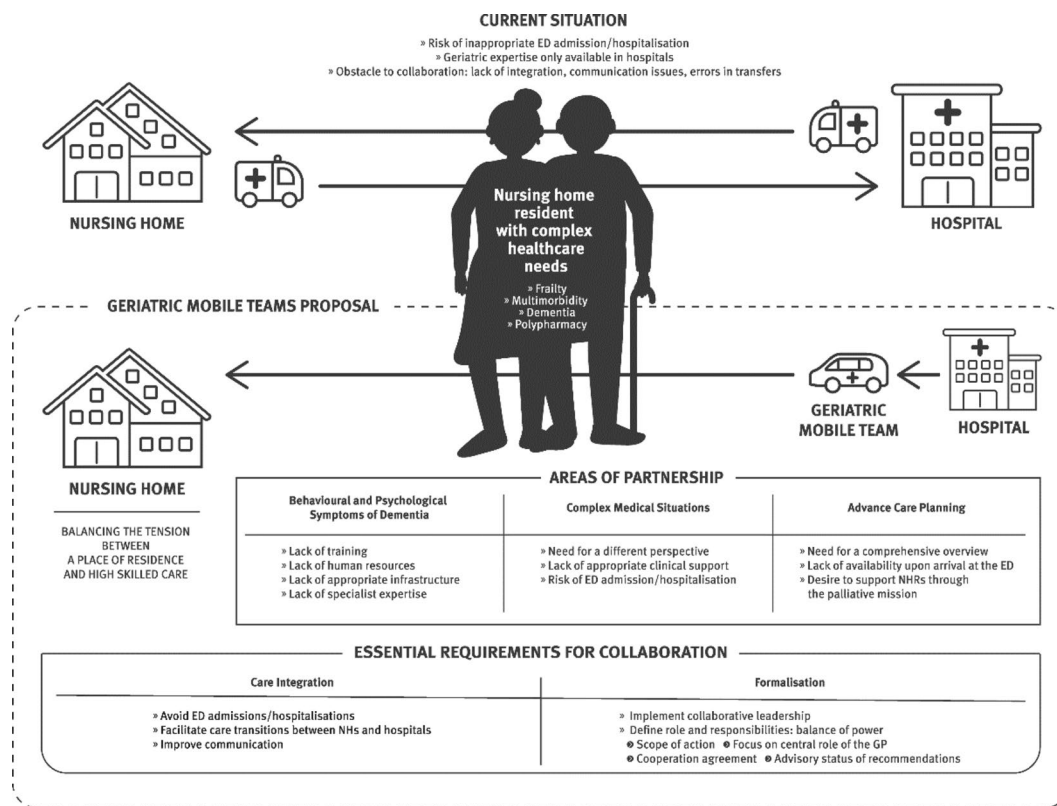 CURRENT SITUATION
» Risk of inappropriate ED admission/hospitalisation
» Geriatric expertise only available in hospitals
» Obstacle to collaboration: lack of integration, communication issues, errors in transfers
NURSING HOME
HOSPITAL
Nursing home
resident
with complex
healthcare
needs
» Frailty
» Multimorbidity
» Dementia
» Polypharmacy
GERIATRIC MOBILE TEAMS PROPOSAL
NURSING HOME
GERIATRIC
MOBILE TEAM
HOSPITAL
BALANCING THE TENSION
BETWEEN
A PLACE OF RESIDENCE
AND HIGH SKILLED CARE
AREAS OF PARTNERSHIP
Behavioural and Psychological
Symptoms of Dementia
» Lack of training
» Lack of human resources
» Lack of appropriate infrastructure
» Lack of specialist expertise
Complex Medical Situations
» Need for a different perspective
» Lack of appropriate clinical support
» Risk of ED admission/hospitalisation
Advance Care Planning
» Need for a comprehensive overview
» Lack of availability upon arrival at the ED
» Desire to support NHRs through
the palliative mission
ESSENTIAL REQUIREMENTS FOR COLLABORATION
Care Integration
» Avoid ED admissions/hospitalisations
» Facilitate care transitions between NHs and hospitals
» Improve communication
Formalisation
» Implement collaborative leadership
» Define role and responsibilities: balance of power
❯ Scope of action ❯ Focus on central role of the GP
❯ Cooperation agreement ❯ Advisory status of recommendations